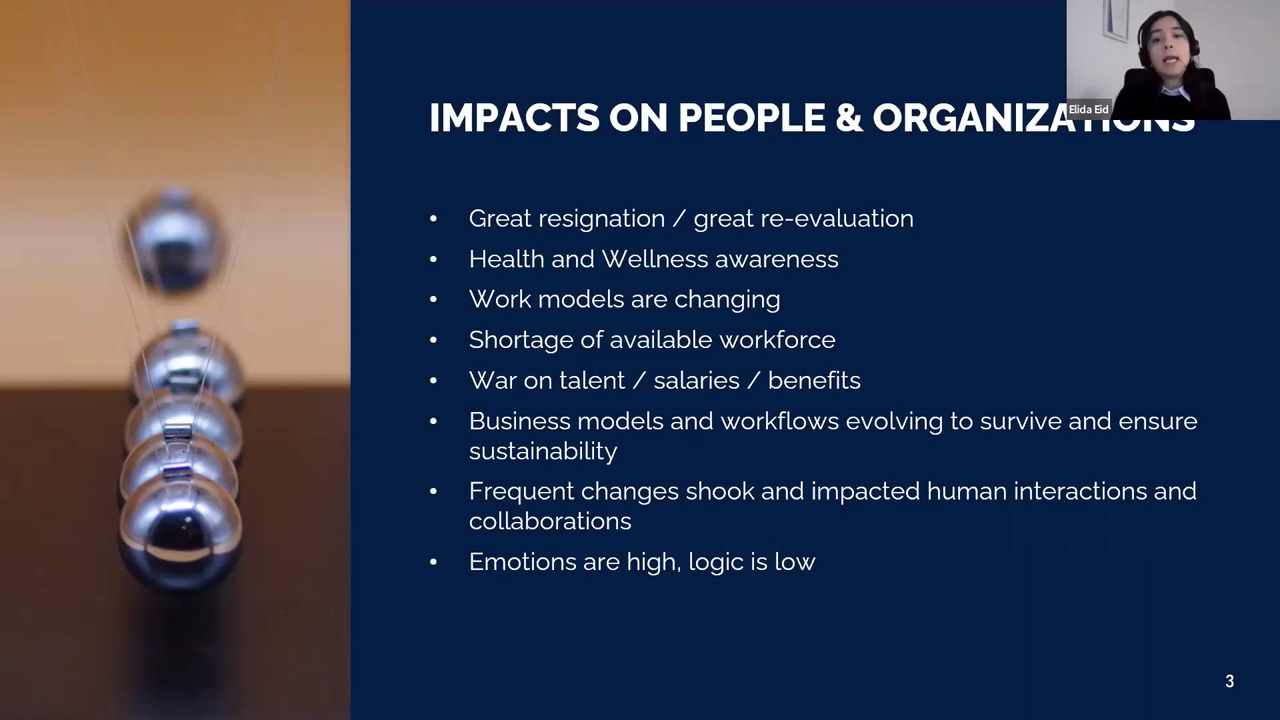 Elida Eid
IMPACTS ON PEOPLE & ORGANIZATIONS
• Great resignation / great re-evaluation
• Health and Wellness awareness
• Work models are changing
• Shortage of available workforce
• War on talent / salaries / benefits
• Business models and workflows evolving to survive and ensure
sustainability
• Frequent changes shook and impacted human interactions and
collaborations
• Emotions are high, logic is low
3